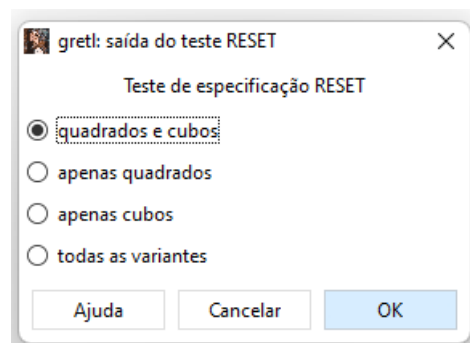 gretl: saída do teste RESET
Teste de especificação RESET
quadrados e cubos
apenas quadrados
apenas cubos
todas as variantes
Ajuda Cancelar OK